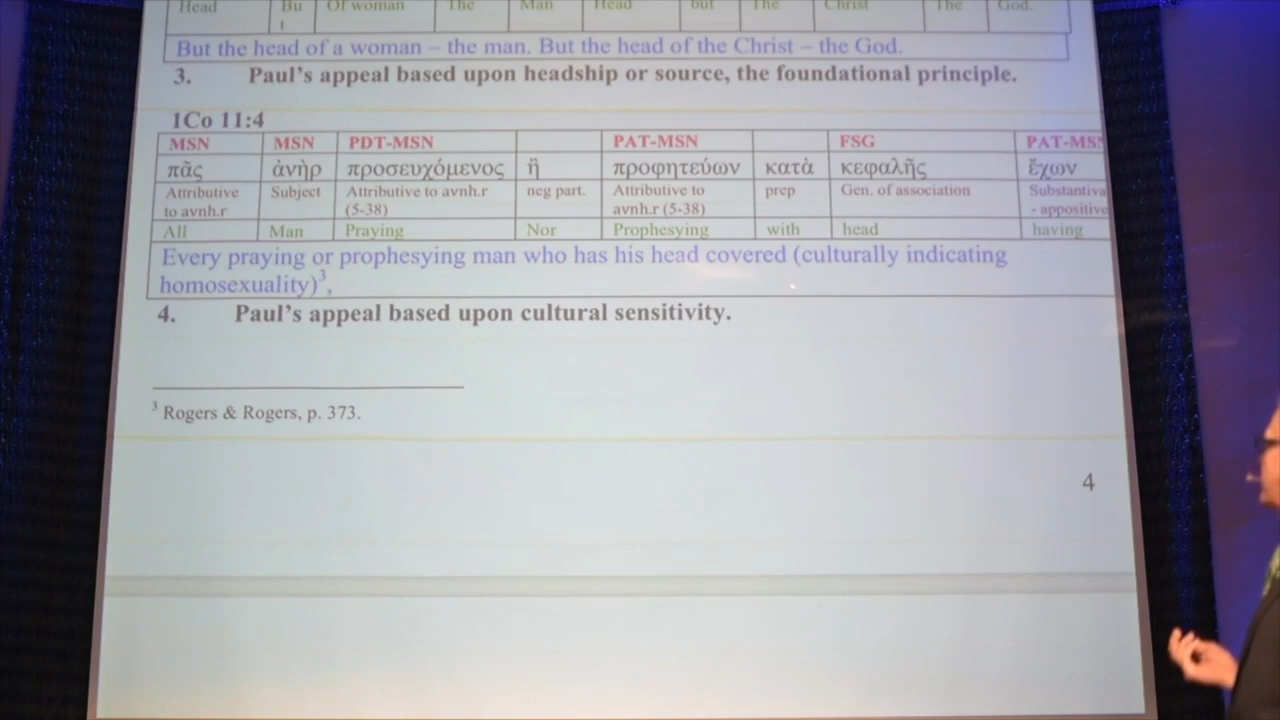 Head Bu Of woman The Man Head but The Christ The God.
t
But the head of a woman – the man. But the head of the Christ – the God.
3. Paul's appeal based upon headship or source, the foundational principle.
1Co 11:4
MSN MSN PDT-MSN PAT-MSN FSG PAT-MSN
πᾶς ἀνὴρ προσευχόμενος ἢ προφητεύων κατὰ κεφαλῆς ἔχων
Attributive Subject Attributive to avnh.r neg part. Attributive to prep Gen. of association Substantiva
to avnh.r (5-38) avnh.r (5-38) - appositive
All Man Praying Nor Prophesying with head having
Every praying or prophesying man who has his head covered (culturally indicating
homosexuality)3,
4. Paul's appeal based upon cultural sensitivity.
3 Rogers & Rogers, p. 373.
4